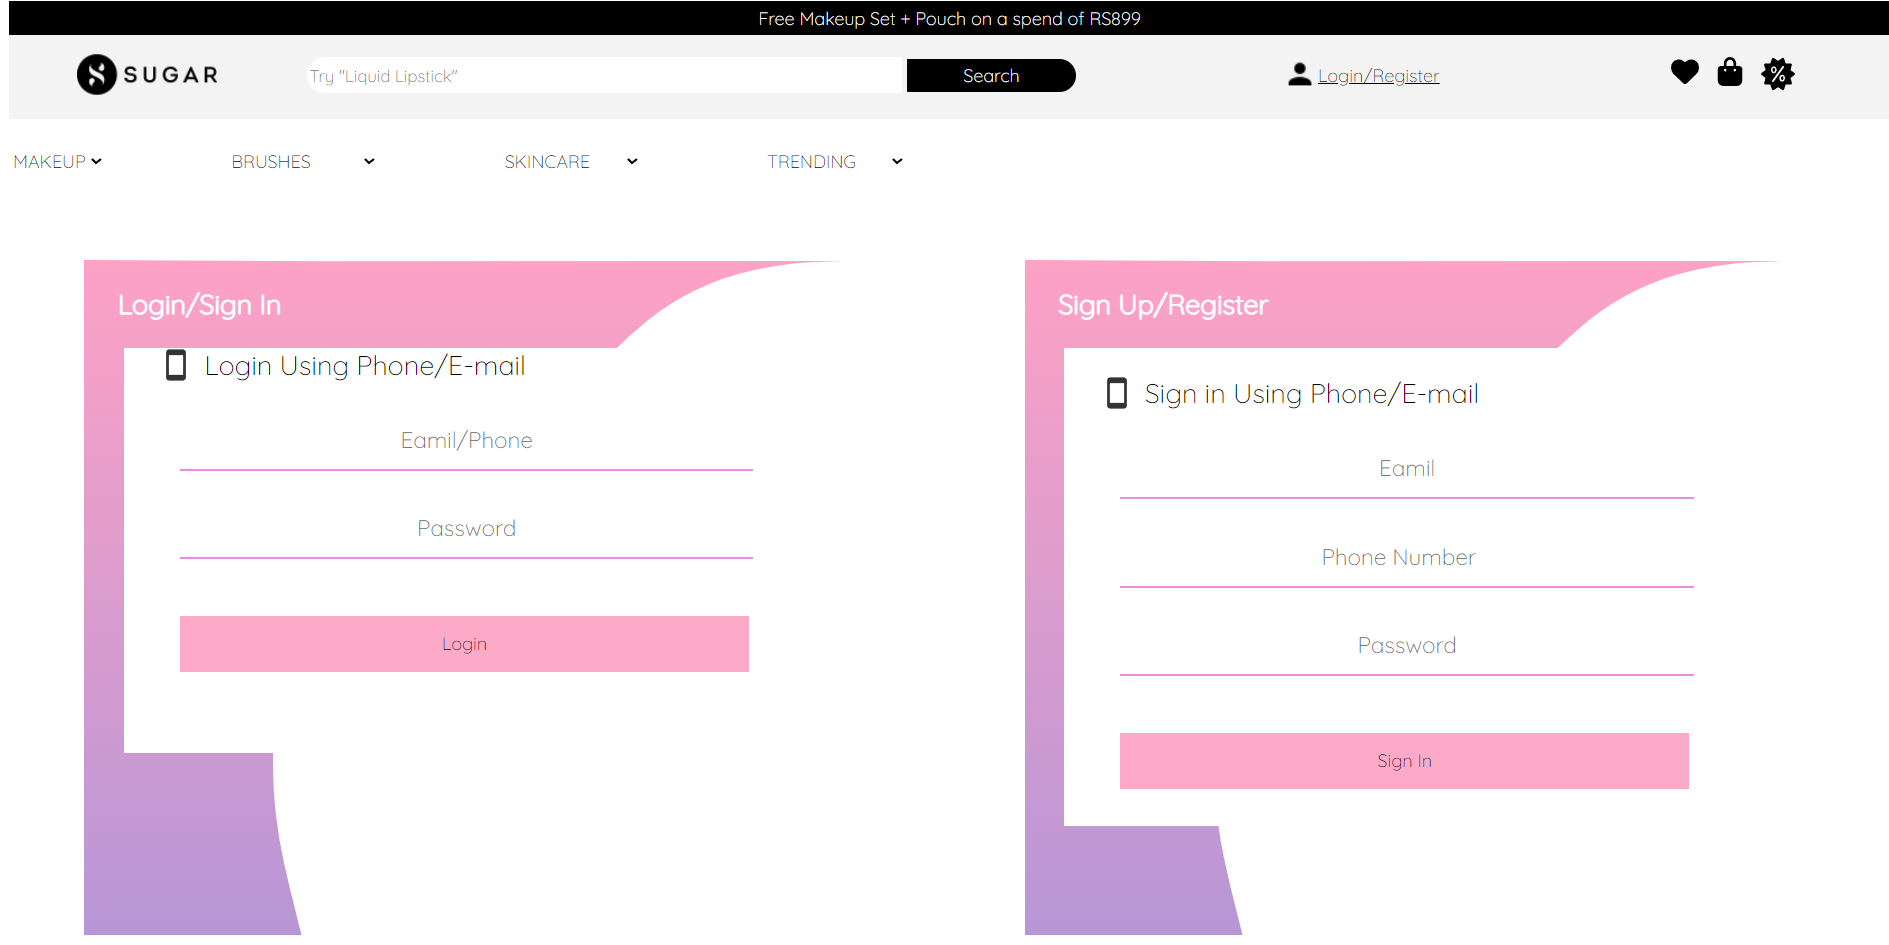 Free Makeup Set + Pouch on a spend of RS899
SUGAR
Try "Liquid Lipstick"
Search
Login/Register
%
MAKEUP
BRUSHES
SKINCARE
TRENDING
Login/Sign In
Login Using Phone/E-mail
Eamil/Phone
Password
Login
Sign Up/Register
Sign in Using Phone/E-mail
Eamil
Phone Number
Password
Sign In